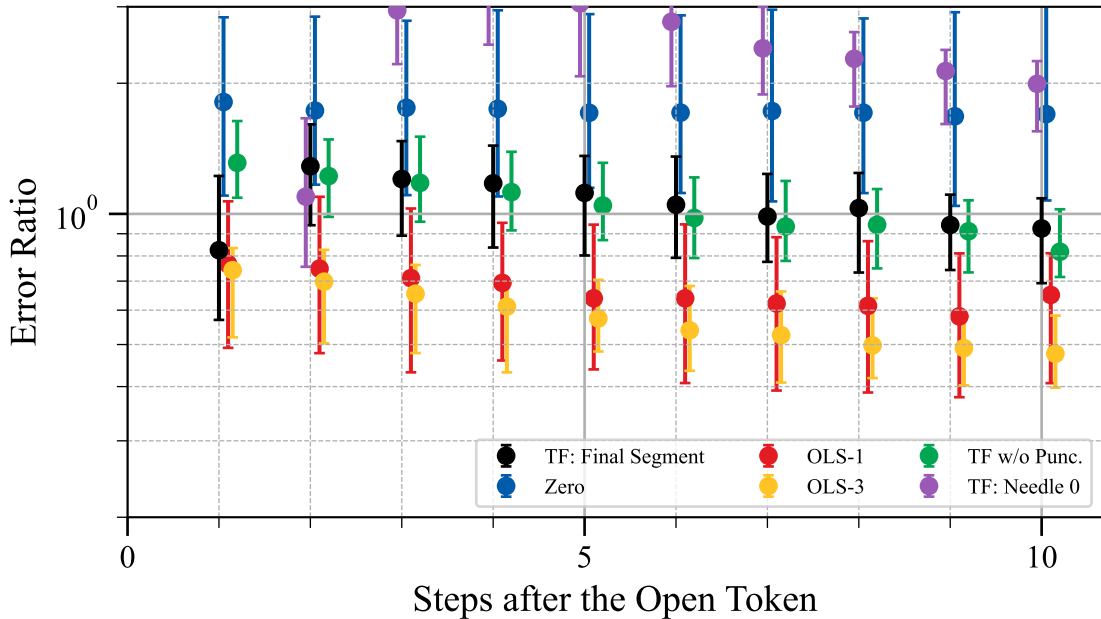 Error Ratio
10^0
TF: Final Segment
Zero
OLS-1
OLS-3
TF w/o Punc.
TF: Needle 0
0 5 10
Steps after the Open Token